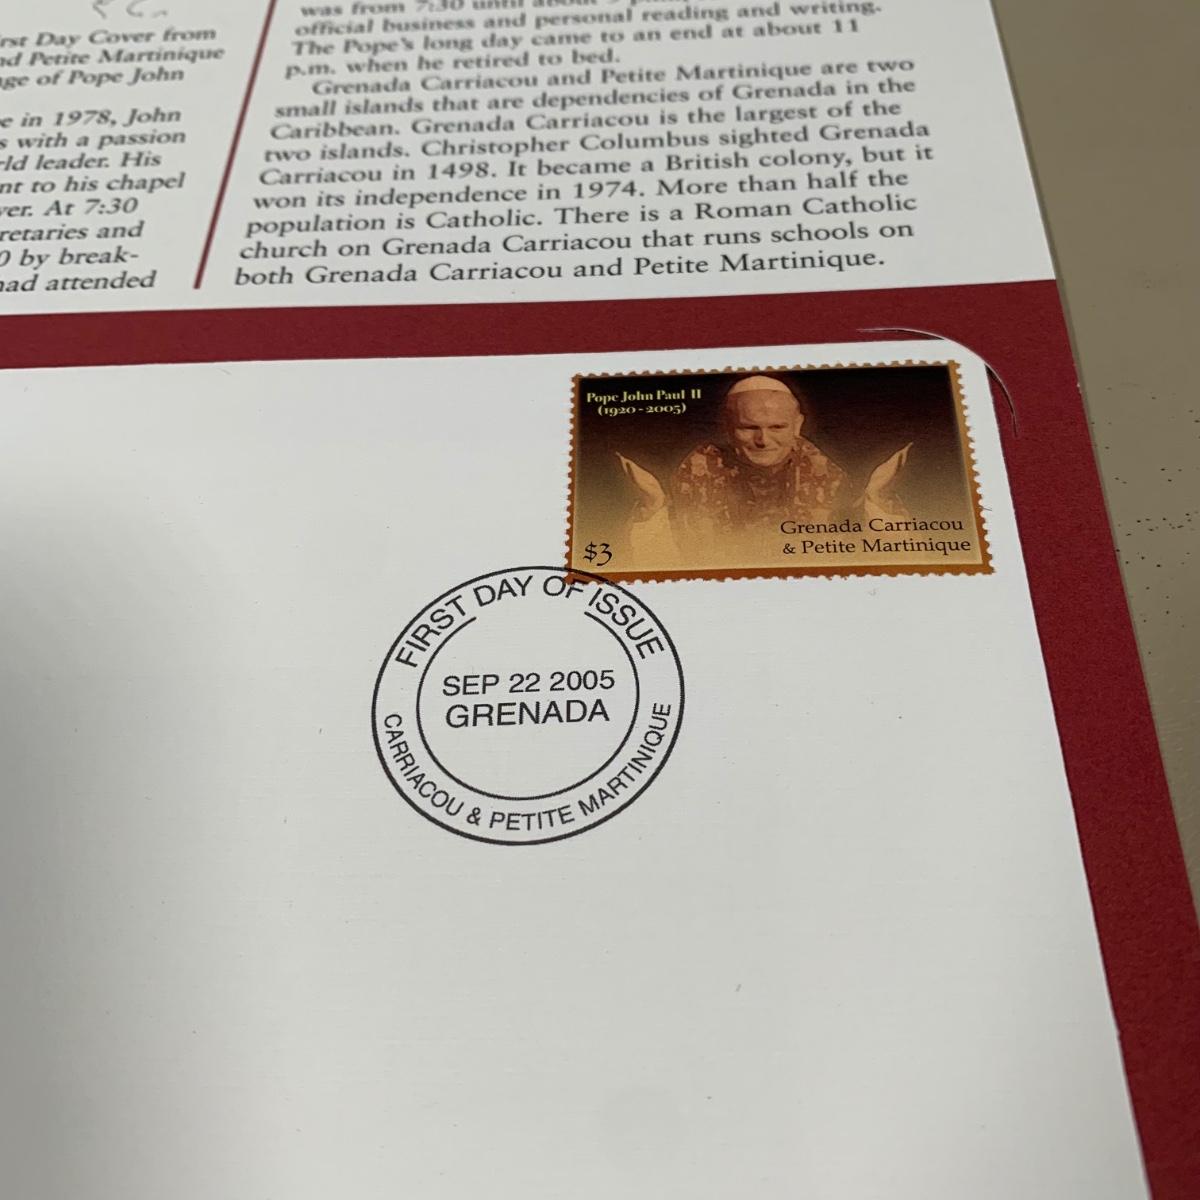 rst Day Cover from
nd Petite Martinique
ge of Pope John
e in 1978, John
s with a passion
rld leader. His
nt to his chapel
ver. At 7:30
retaries and
0 by break-
had attended
was from 7:30 until about
official business and personal reading and writing.
The Pope's long day came to an end at about 11
p.m. when he retired to bed.
Grenada Carriacou and Petite Martinique are two
small islands that are dependencies of Grenada in the
Caribbean. Grenada Carriacou is the largest of the
two islands. Christopher Columbus sighted Grenada
Carriacou in 1498. It became a British colony, but it
won its independence in 1974. More than half the
population is Catholic. There is a Roman Catholic
church on Grenada Carriacou that runs schools on
both Grenada Carriacou and Petite Martinique.
Pope John Paul II
(1920-2005)
Grenada Carriacou
& Petite Martinique
$3
FIRST DAY OF ISSUE
SEP 22 2005
GRENADA
CARRIACOU & PETITE MARTINIQUE